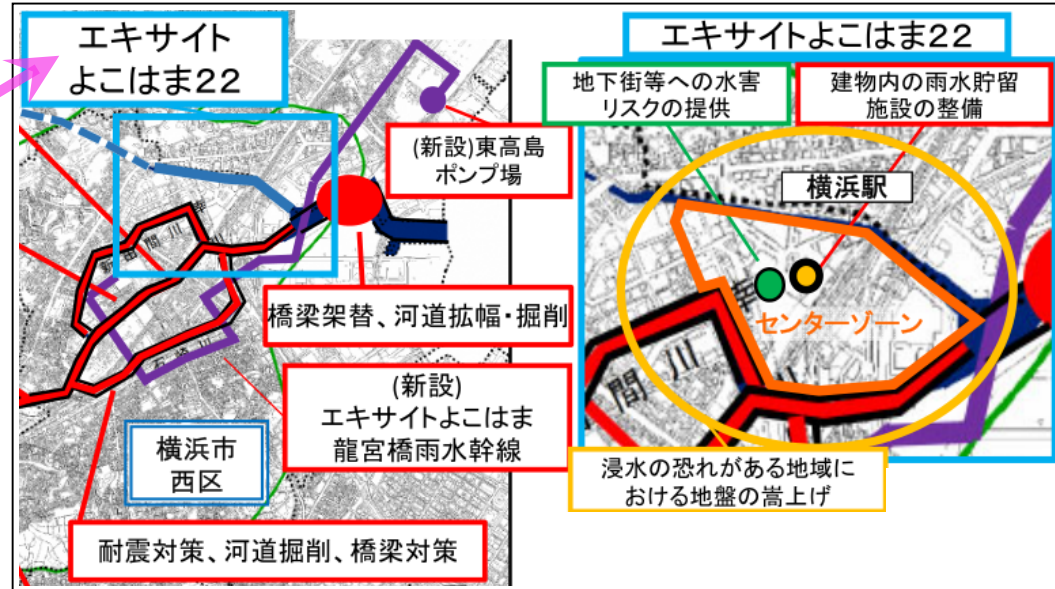 エキサイト
よこはま22
(新設)東高島
ポンプ場
橋梁架替、河道拡幅・掘削
(新設)
エキサイトよこはま
龍宮橋雨水幹線
横浜市
西区
耐震対策、河道掘削、橋梁対策
新田間川
幸
石崎川
エキサイトよこはま22
地下街等への水害
リスクの提供
建物内の雨水貯留
施設の整備
横浜駅
幸
センターゾーン
間川
浸水の恐れがある地域に
おける地盤の嵩上げ